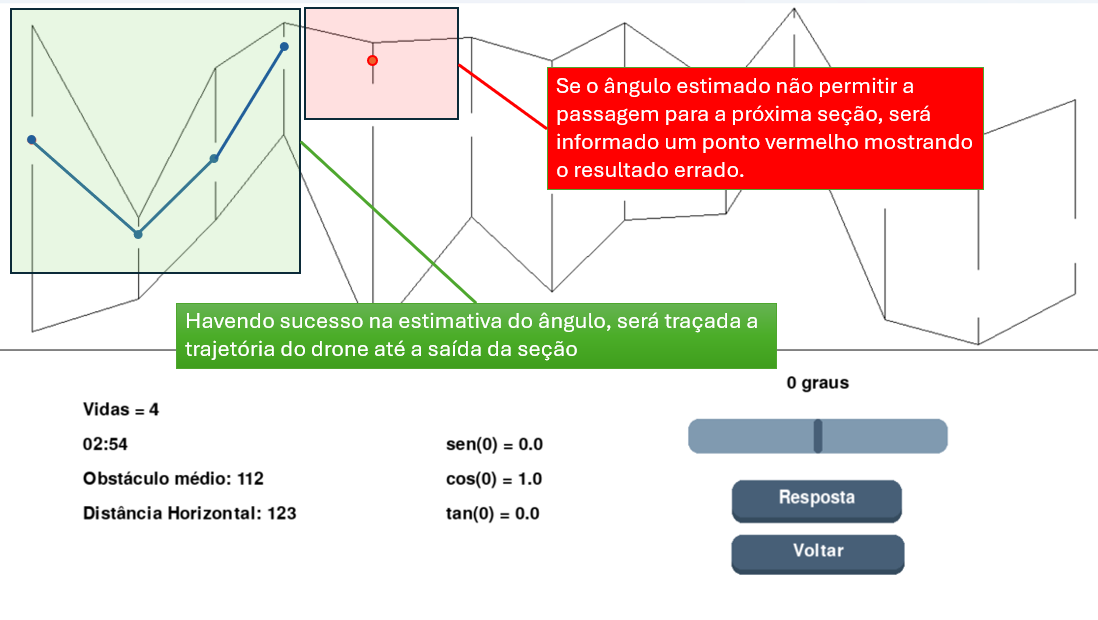 Se o ângulo estimado não permitir a
passagem para a próxima seção, será
informado um ponto vermelho mostrando
o resultado errado.
Havendo sucesso na estimativa do ângulo, será traçada a
trajetória do drone até a saída da seção
0 graus
Vidas = 4
02:54
sen(0) = 0.0
Obstáculo médio: 112
cos(0) = 1.0
Resposta
Distância Horizontal: 123
tan(0) = 0.0
Voltar